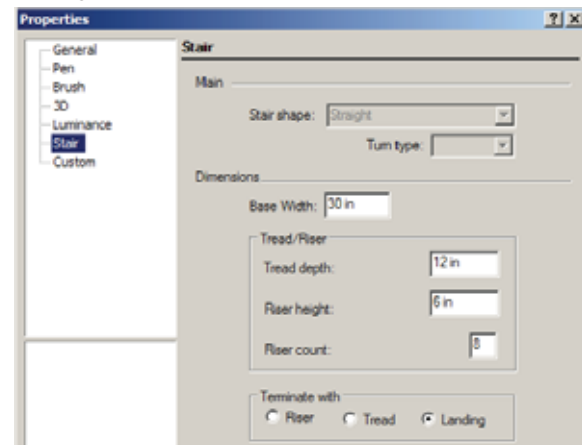 Properties
General
Pen
Brush
3D
Luminance
Stair
Custom
Stair
Main
Stair shape: Straight
Turn type:
Dimensions
Base Width: 30 in
Tread/Riser
Tread depth: 12 in
Riser height: 6 in
Riser count: 8
Terminate with
Riser Tread Landing